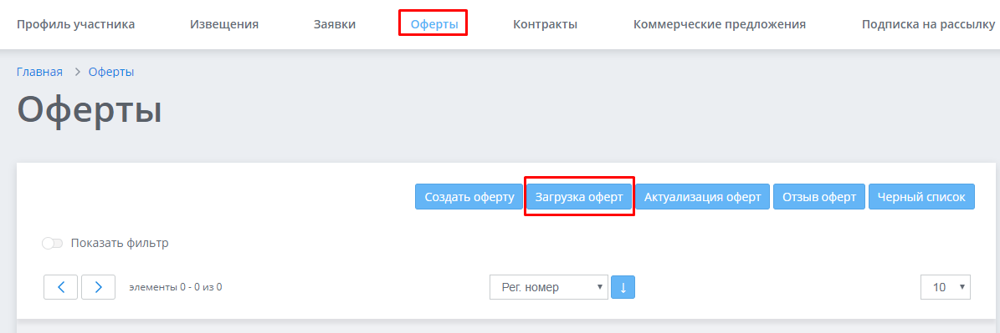 Профиль участника Извещения Заявки Оферты Контракты Коммерческие предложения Подписка на рассылку
Главная > Оферты
Оферты
Создать оферту Загрузка оферт Актуализация оферт Отзыв оферт Черный список
Показать фильтр
< > элементы 0 - 0 из 0 Рег. номер ▼ ↓ 10 ▼